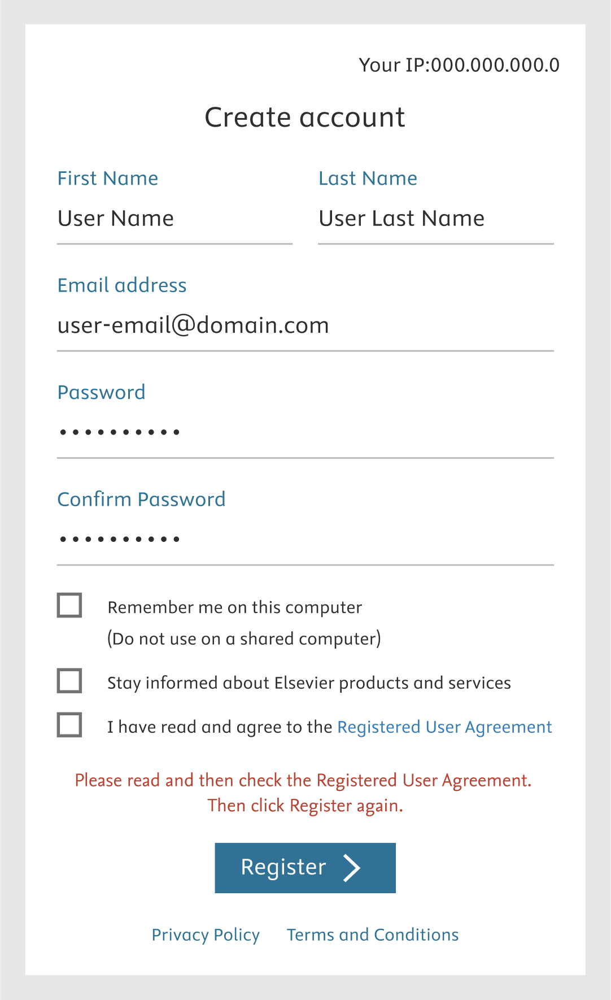 Your IP:000.000.000.0
Create account
First Name
Last Name
User Name
User Last Name
Email address
user-email@domain.com
Password
••••••••••
Confirm Password
••••••••••
Remember me on this computer
(Do not use on a shared computer)
Stay informed about Elsevier products and services
I have read and agree to the Registered User Agreement
Please read and then check the Registered User Agreement.
Then click Register again.
Register
Privacy Policy
Terms and Conditions